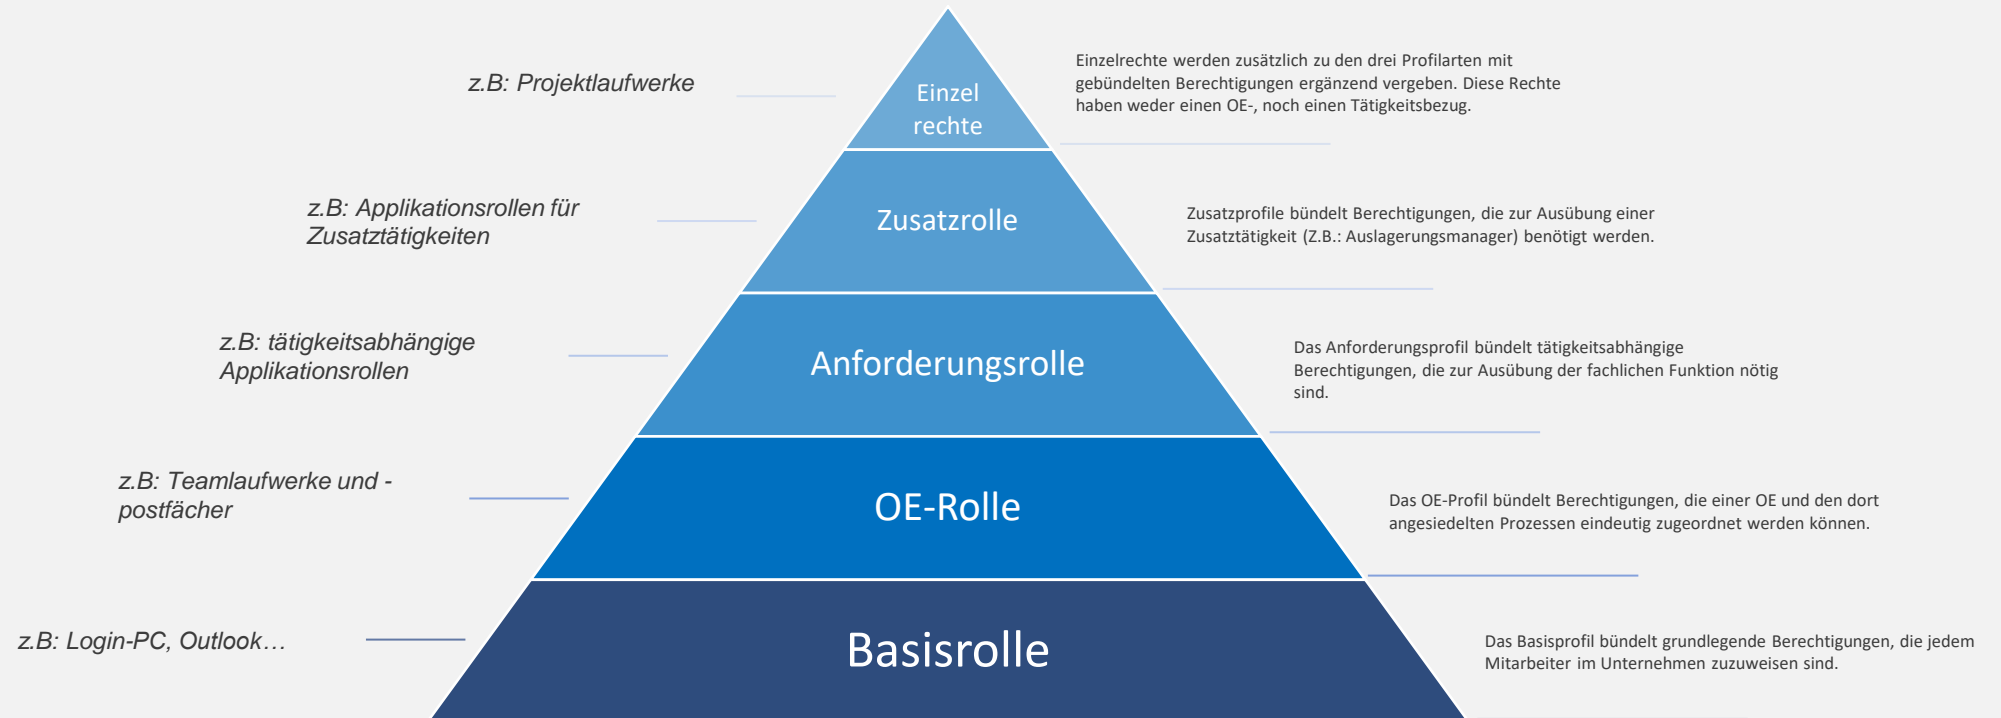 z.B: Projektlaufwerke
Einzel
rechte
Einzelrechte werden zusätzlich zu den drei Profilarten mit
gebündelten Berechtigungen ergänzend vergeben. Diese Rechte
haben weder einen OE-, noch einen Tätigkeitsbezug.
z.B: Applikationsrollen für
Zusatztätigkeiten
Zusatzrolle
Zusatzprofile bündelt Berechtigungen, die zur Ausübung einer
Zusatztätigkeit (Z.B.: Auslagerungsmanager) benötigt werden.
z.B: tätigkeitsabhängige
Applikationsrollen
Anforderungsrolle
Das Anforderungsprofil bündelt tätigkeitsabhängige
Berechtigungen, die zur Ausübung der fachlichen Funktion nötig
sind.
z.B: Teamlaufwerke und -
postfächer
OE-Rolle
Das OE-Profil bündelt Berechtigungen, die einer OE und den dort
angesiedelten Prozessen eindeutig zugeordnet werden können.
z.B: Login-PC, Outlook…
Basisrolle
Das Basisprofil bündelt grundlegende Berechtigungen, die jedem
Mitarbeiter im Unternehmen zuzuweisen sind.